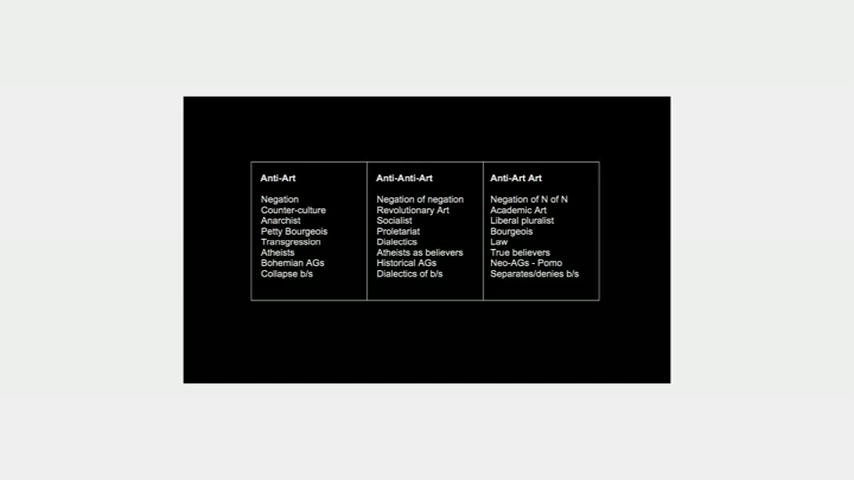 Anti-Art
Negation
Counter-culture
Anarchist
Petty Bourgeois
Transgression
Atheists
Bohemian AGs
Collapse b/s
Anti-Anti-Art
Negation of negation
Revolutionary Art
Socialist
Proletariat
Dialectics
Atheists as believers
Historical AGs
Dialectics of b/s
Anti-Art Art
Negation of N of N
Academic Art
Liberal pluralist
Bourgeois
Law
True believers
Neo-AGs - Pomo
Separates/denies b/s